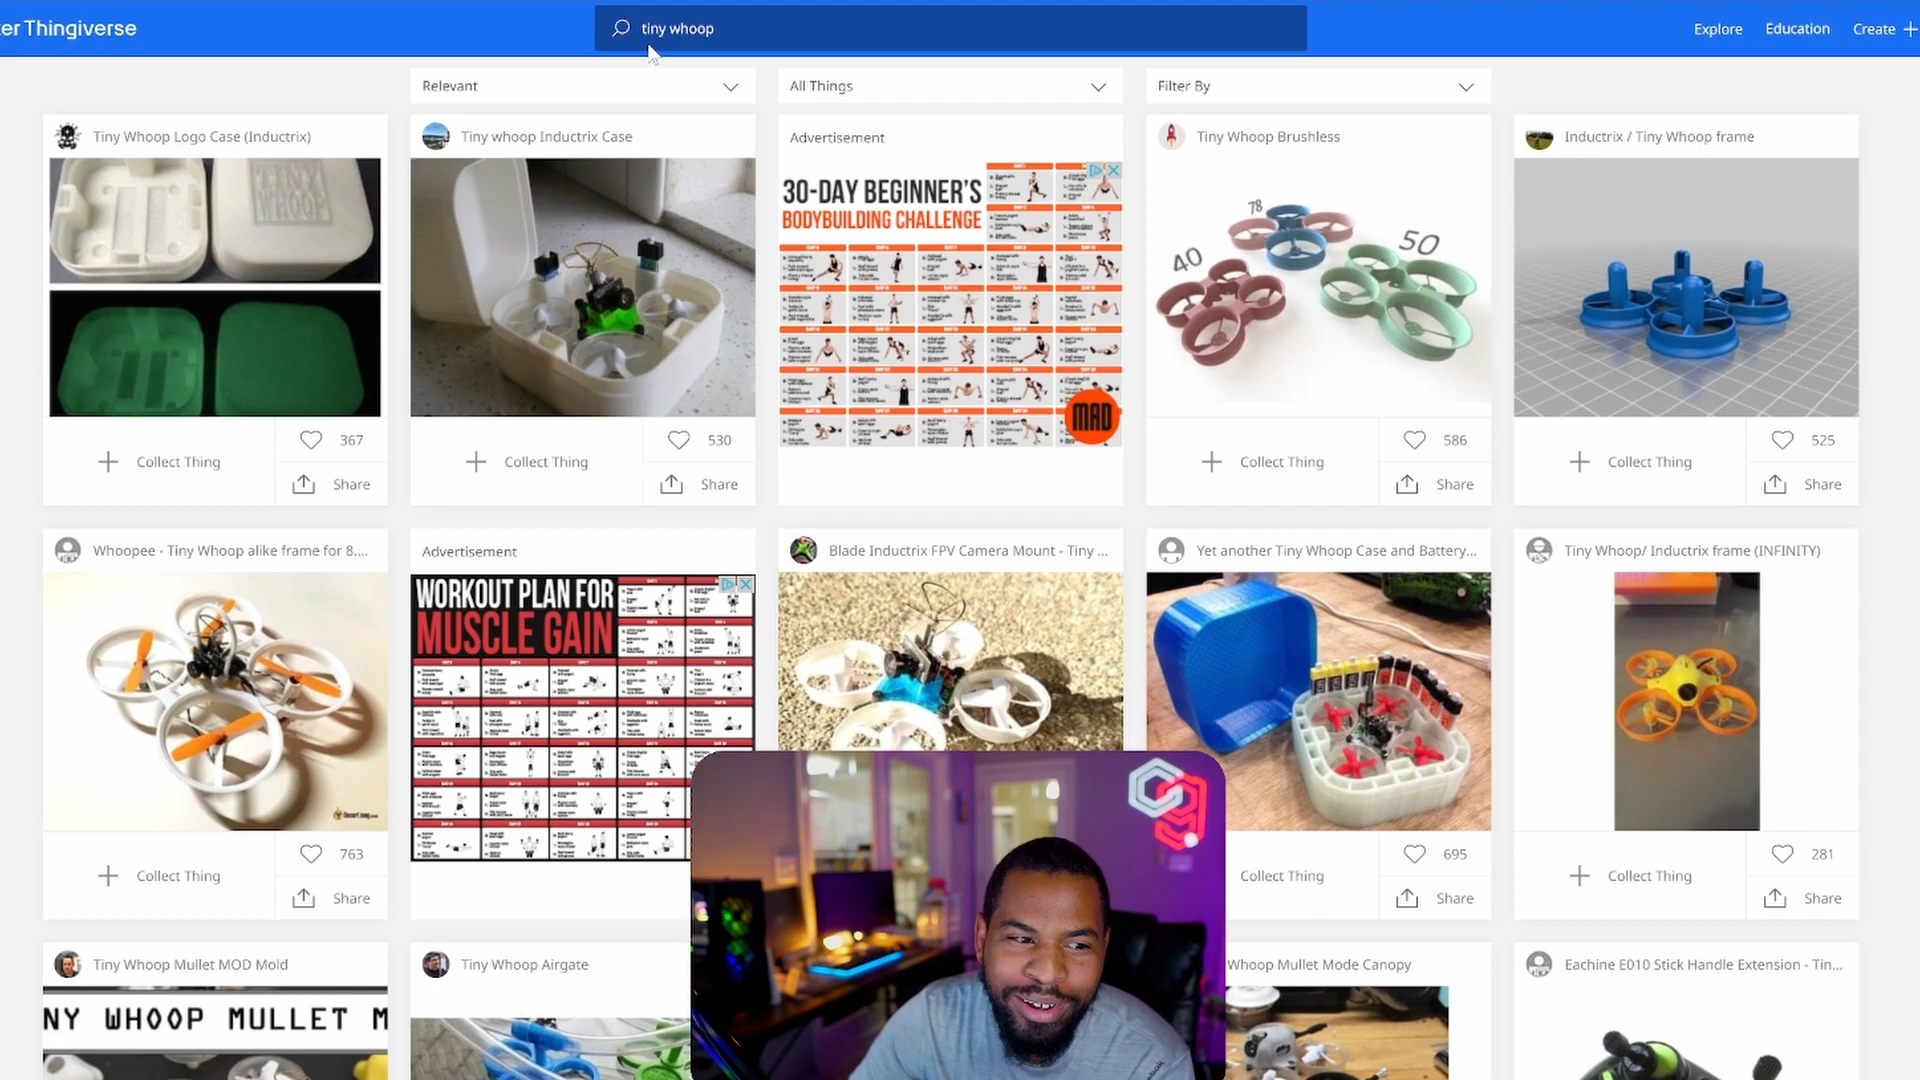 er Thingiverse
tiny whoop
Explore
Education
Create
Relevant
All Things
Filter By
Tiny Whoop Logo Case (Inductrix)
Tiny whoop Inductrix Case
Advertisement
Tiny Whoop Brushless
Inductrix / Tiny Whoop frame
TINY
WHOOP
30-DAY BEGINNER'S
BODYBUILDING CHALLENGE
MAD
78
40
50
Collect Thing
367
Share
Collect Thing
530
Share
Collect Thing
586
Share
Collect Thing
525
Share
Whoopee - Tiny Whoop alike frame for 8....
Advertisement
Blade Inductrix FPV Camera Mount - Tiny ...
Yet another Tiny Whoop Case and Battery...
Tiny Whoop/ Inductrix frame (INFINITY)
WORKOUT PLAN FOR
MUSCLE GAIN
Collect Thing
763
Share
Collect Thing
695
Share
Collect Thing
281
Share
Tiny Whoop Mullet MOD Mold
Tiny Whoop Airgate
Whoop Mullet Mode Canopy
Eachine E010 Stick Handle Extension - Tin...
NY WHOOP MULLET M